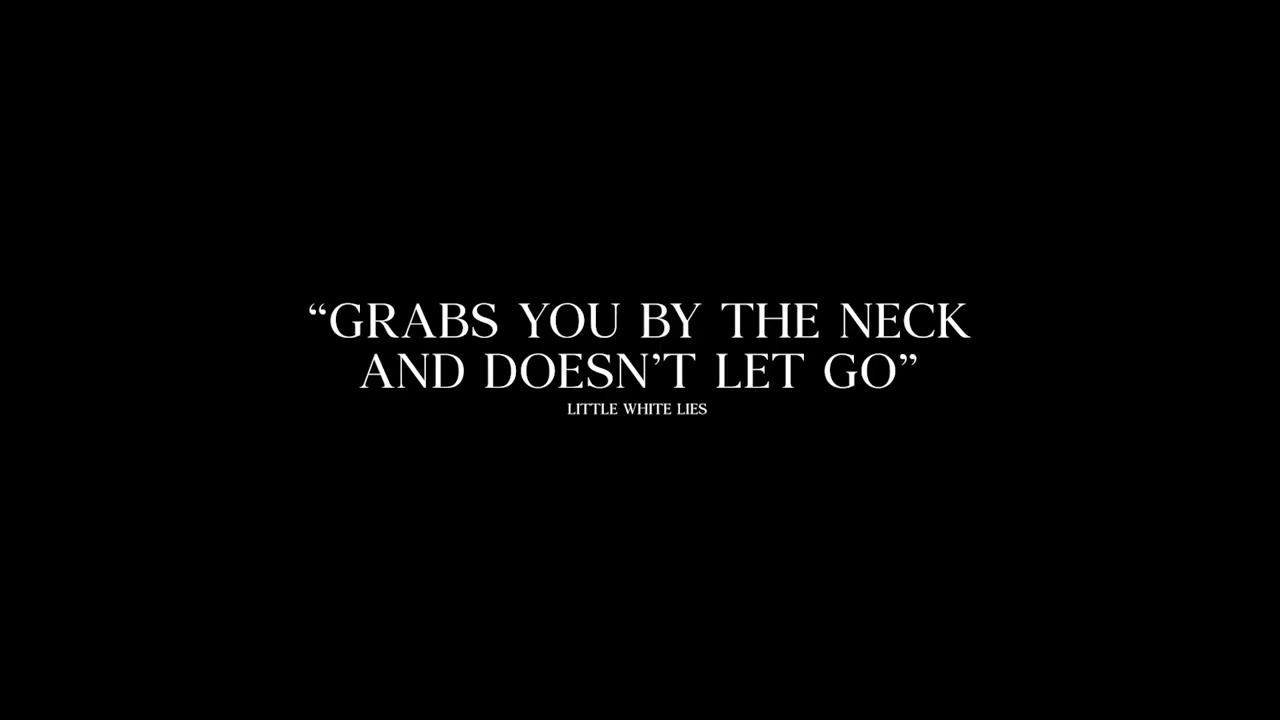 “GRABS YOU BY THE NECK
AND DOESN’T LET GO”
LITTLE WHITE LIES